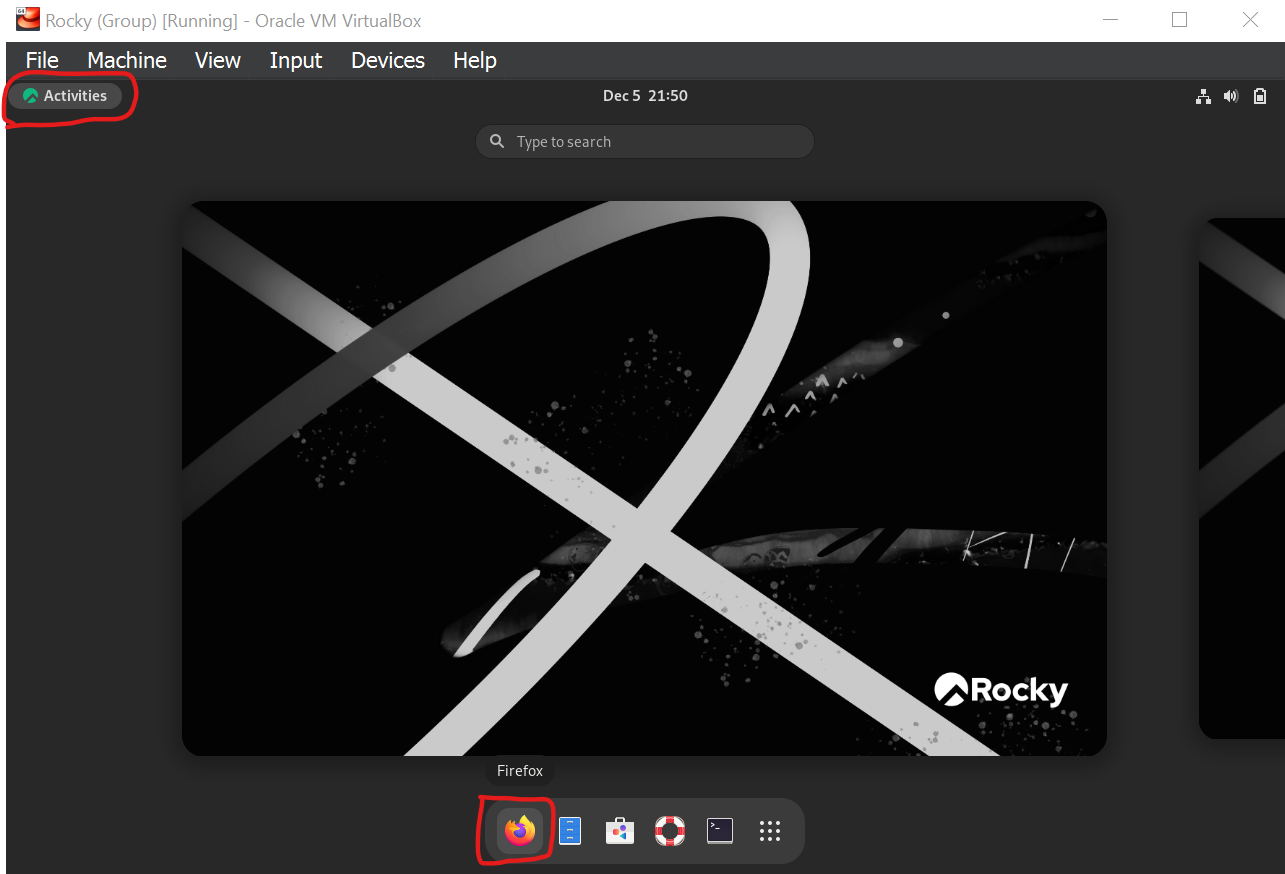 Rocky (Group) [Running] - Oracle VM VirtualBox
File Machine View Input Devices Help
Activities
Dec 5 21:50
Type to search
Rocky
Firefox
>_